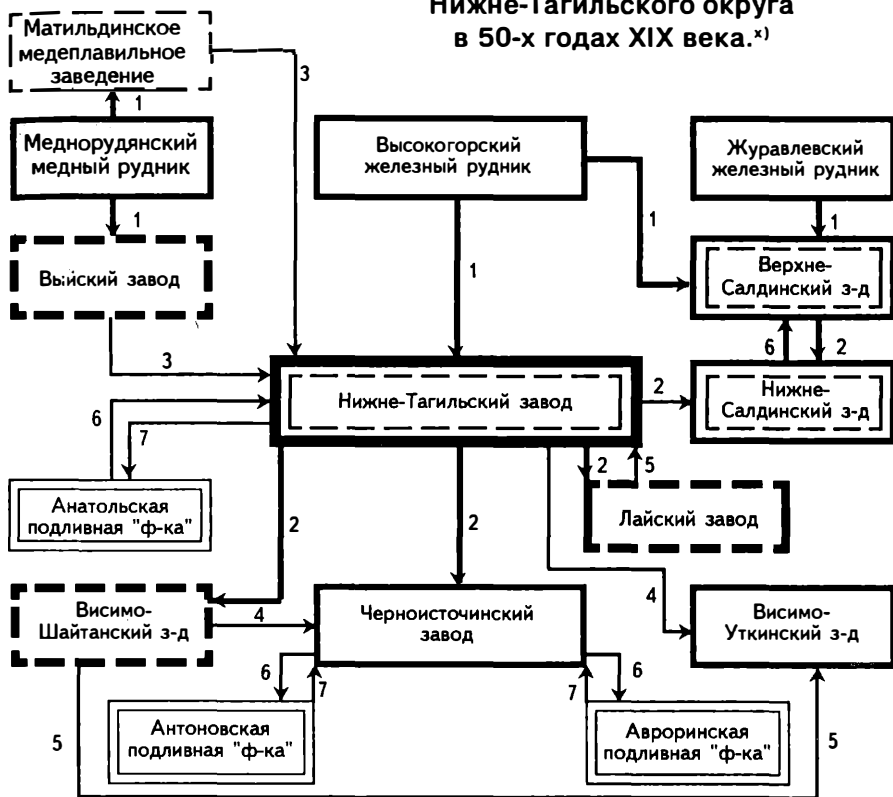 Нижне-Тагильского округа
в 50-х годах XIX века.х)
Матильдинское
медеплавильное
заведение
3
1
Меднорудянский
медный рудник
Высокогорский
железный рудник
Журавлевский
железный рудник
1
1
1
1
Выйский завод
Верхне-
Салдинский з-д
3
6
2
Нижне-Тагильский завод
2
Нижне-
Салдинский з-д
6
7
2
5
Анатольская
подливная "ф-ка"
2
2
Лайский завод
4
Висимо-
Шайтанский з-д
4
Черноисточинский
завод
Висимо-
Уткинский з-д
6
7
7
6
5
Антоновская
подливная "ф-ка"
Авроринская
подливная "ф-ка"
5